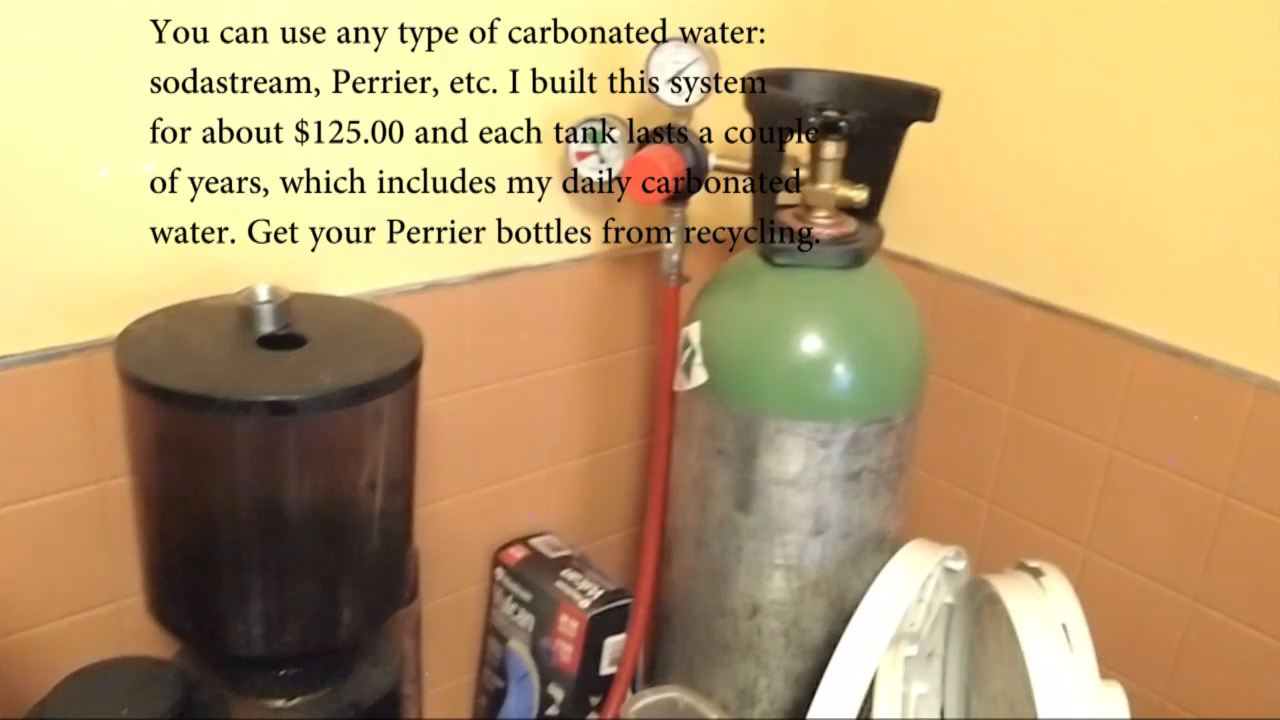 You can use any type of carbonated water:
sodastream, Perrier, etc. I built this system
for about $125.00 and each tank lasts a couple
of years, which includes my daily carbonated
water. Get your Perrier bottles from recycling.